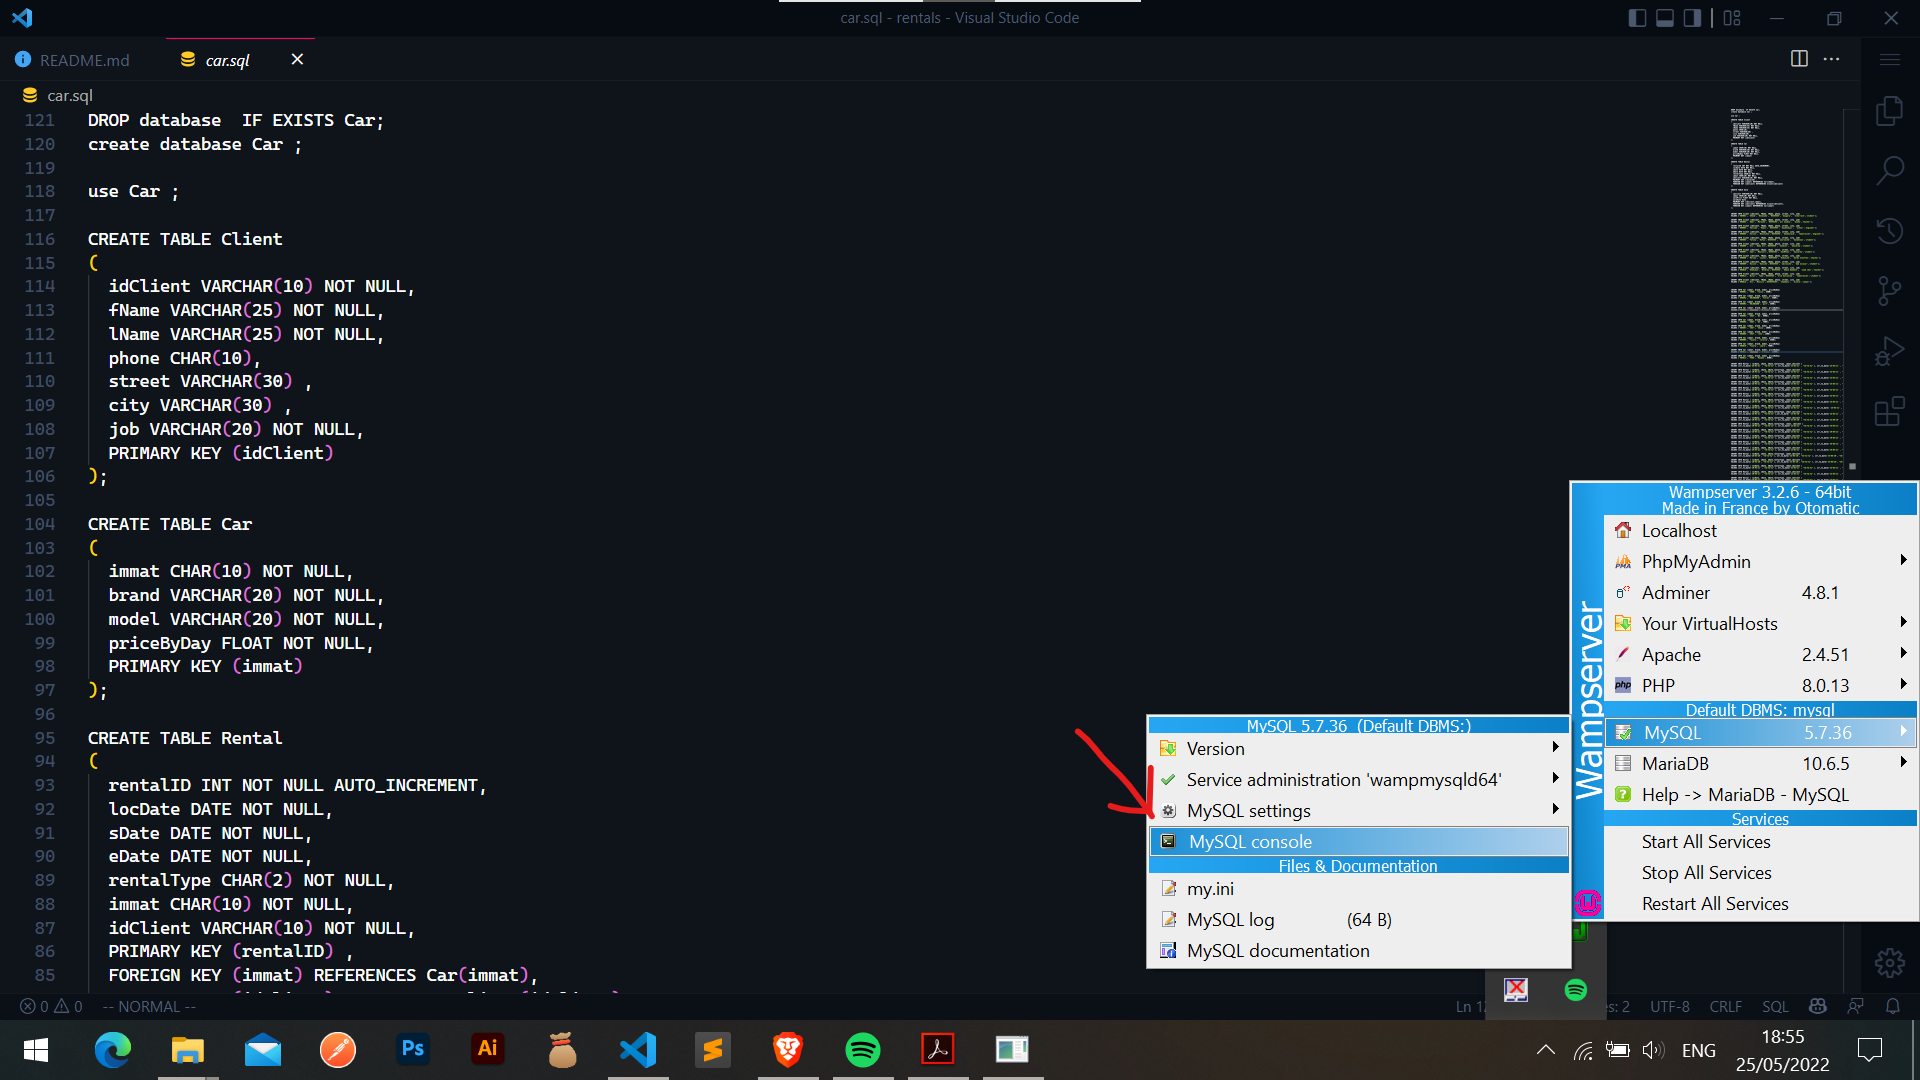 car.sql - rentals - Visual Studio Code
README.md
car.sql
car.sql
121 DROP database  IF EXISTS Car;
120 create database Car ;
119
118 use Car ;
117
116 CREATE TABLE Client
115 (
114 idClient VARCHAR(10) NOT NULL,
113 fName VARCHAR(25) NOT NULL,
112 lName VARCHAR(25) NOT NULL,
111 phone CHAR(10),
110 street VARCHAR(30) ,
109 city VARCHAR(30) ,
108 job VARCHAR(20) NOT NULL,
107 PRIMARY KEY (idClient)
106 );
105
104 CREATE TABLE Car
103 (
102 immat CHAR(10) NOT NULL,
101 brand VARCHAR(20) NOT NULL,
100 model VARCHAR(20) NOT NULL,
99 priceByDay FLOAT NOT NULL,
98 PRIMARY KEY (immat)
97 );
96
95 CREATE TABLE Rental
94 (
93 rentalID INT NOT NULL AUTO_INCREMENT,
92 locDate DATE NOT NULL,
91 sDate DATE NOT NULL,
90 eDate DATE NOT NULL,
89 rentalType CHAR(2) NOT NULL,
88 immat CHAR(10) NOT NULL,
87 idClient VARCHAR(10) NOT NULL,
86 PRIMARY KEY (rentalID) ,
85 FOREIGN KEY (immat) REFERENCES Car(immat),
Wampserver 3.2.6 - 64bit
Made in France by Otomatic
Wampserver
Localhost
PhpMyAdmin
Adminer 4.8.1
Your VirtualHosts
Apache 2.4.51
PHP 8.0.13
Default DBMS: mysql
MySQL 5.7.36
MariaDB 10.6.5
Help -> MariaDB - MySQL
Services
Start All Services
Stop All Services
Restart All Services
MySQL 5.7.36  (Default DBMS:)
Version
Service administration 'wampmysqld64'
MySQL settings
MySQL console
Files & Documentation
my.ini
MySQL log (64 B)
MySQL documentation
0 0 -- NORMAL --
UTF-8 CRLF SQL
Ps
Ai
ENG
18:55
25/05/2022